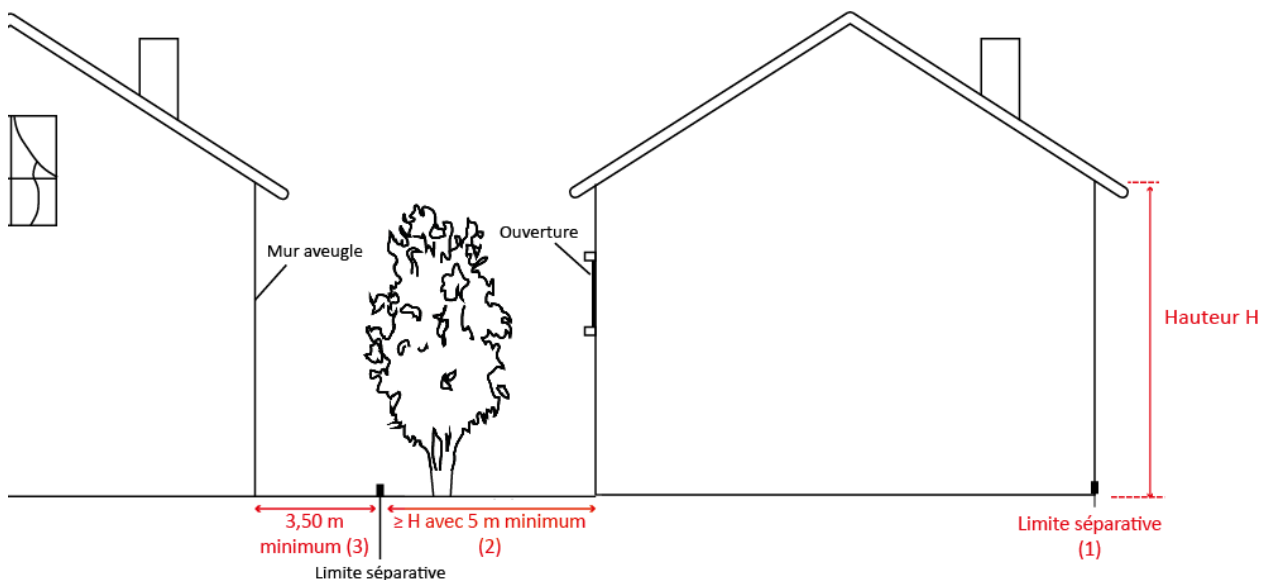 Ouverture
Mur aveugle
Hauteur H
3,50 m
minimum (3)
≥ H avec 5 m minimum
(2)
Limite séparative
(1)
Limite séparative